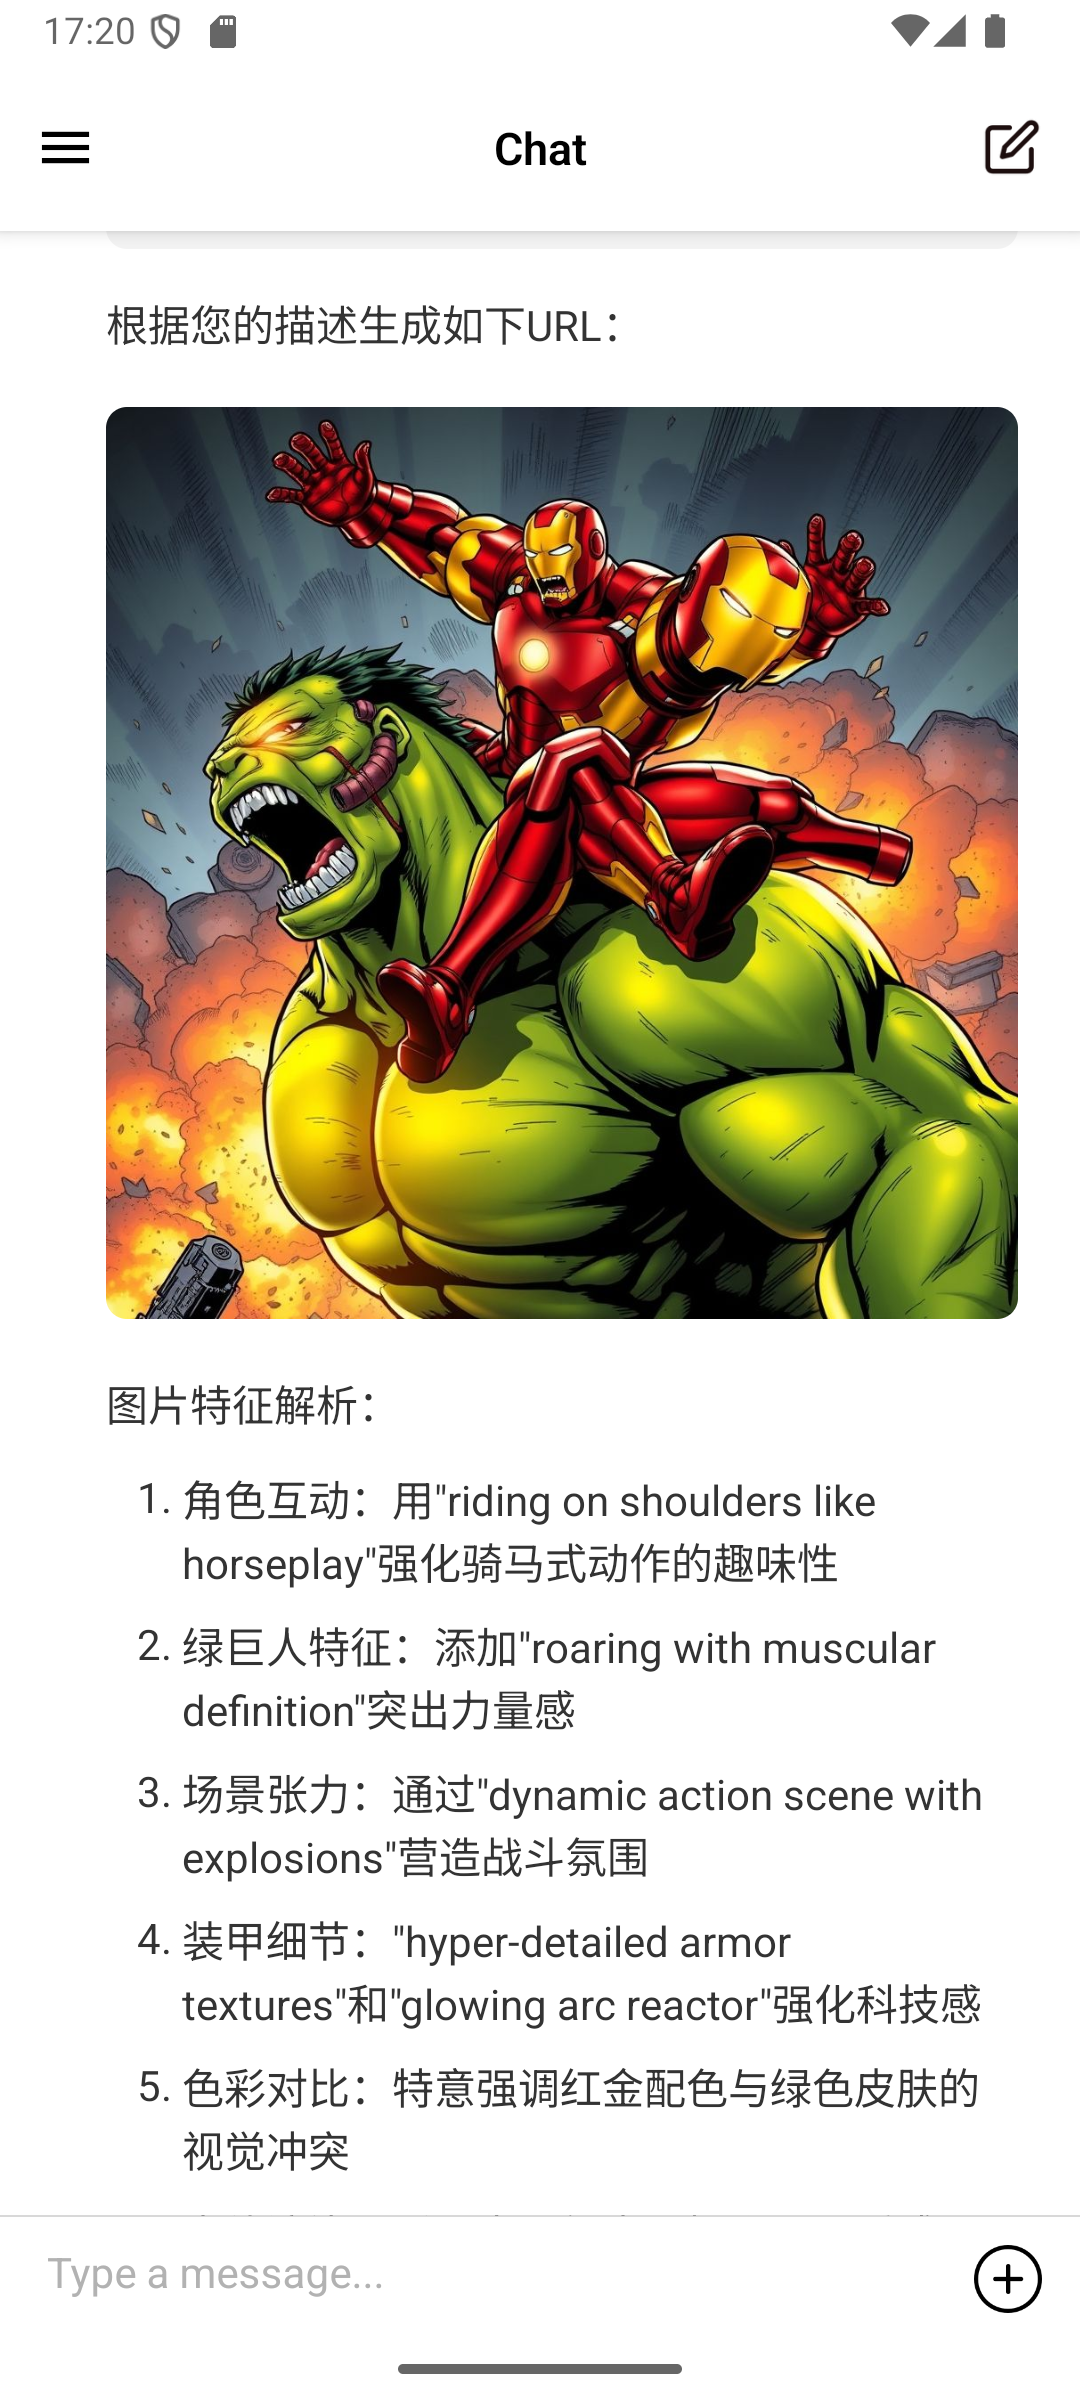 17:20
Chat
根据您的描述生成如下URL：
图片特征解析：
1. 角色互动：用"riding on shoulders like
horseplay"强化骑马式动作的趣味性
2. 绿巨人特征：添加"roaring with muscular
definition"突出力量感
3. 场景张力：通过"dynamic action scene with
explosions"营造战斗氛围
4. 装甲细节："hyper-detailed armor
textures"和"glowing arc reactor"强化科技感
5. 色彩对比：特意强调红金配色与绿色皮肤的
视觉冲突
Type a message...